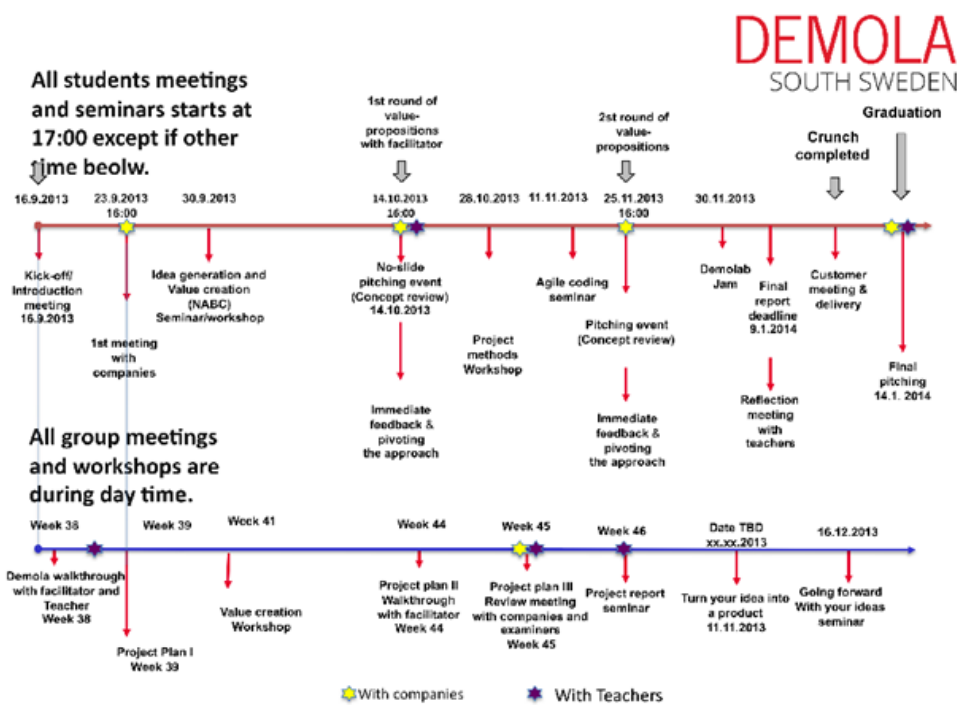 DEMOLA
SOUTH SWEDEN
All students meetings
and seminars starts at
17:00 except if other
time beolw.
1st round of
value-
propositions
with facilitator
2st round of
value-
propositions
Crunch
completed
Graduation
16.9.2013
23.9.2013
16:00
30.9.2013
14.10.2013
16:00
28.10.2013
11.11.2013
25.11.2013
16:00
30.11.2013
Kick-off/
Introduction
meeting
16.9.2013
1st meeting
with
companies
Idea generation and
Value creation
(NABC)
Seminar/workshop
No-slide
pitching event
(Concept review)
14.10.2013
Immediate
feedback &
pivoting
the approach
Project
methods
Workshop
Agile coding
seminar
Pitching event
(Concept review)
Immediate
feedback &
pivoting
the approach
Demolab
Jam
Final
report
deadline
9.1.2014
Reflection
meeting
with
teachers
Customer
meeting &
delivery
Final
pitching
14.1. 2014
All group meetings
and workshops are
during day time.
Week 38
Week 39
Week 41
Week 44
Week 45
Week 46
Date TBD
xx.xx.2013
16.12.2013
Demola walkthrough
with facilitator and
Teacher
Week 38
Project Plan I
Week 39
Value creation
Workshop
Project plan II
Walkthrough
with facilitator
Week 44
Project plan III
Review meeting
with companies and
examiners
Week 45
Project report
seminar
Turn your idea into
a product
11.11.2013
Going forward
With your ideas
seminar
With companies
With Teachers